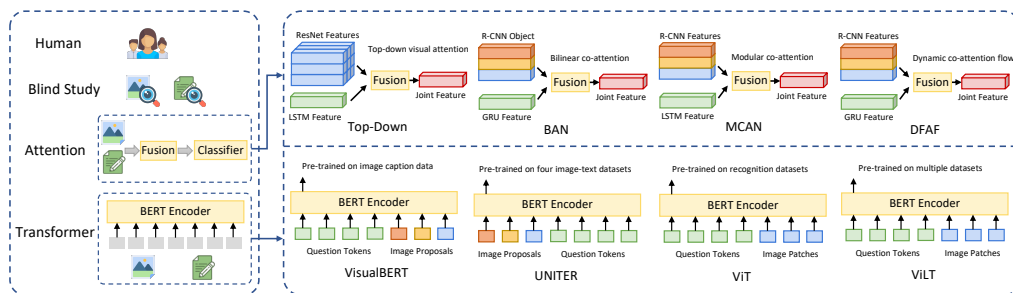 Human
Blind Study
Attention
Fusion
Classifier
Transformer
BERT Encoder
ResNet Features
Top-down visual attention
Fusion
Joint Feature
LSTM Feature
Top-Down
R-CNN Object
Bilinear co-attention
Fusion
Joint Feature
GRU Feature
BAN
R-CNN Features
Modular co-attention
Fusion
Joint Feature
LSTM Feature
MCAN
R-CNN Features
Dynamic co-attention flow
Fusion
Joint Feature
GRU Feature
DFAF
Pre-trained on image caption data
BERT Encoder
Question Tokens
Image Proposals
VisualBERT
Pre-trained on four image-text datasets
BERT Encoder
Image Proposals
Question Tokens
UNITER
Pre-trained on recognition datasets
BERT Encoder
Question Tokens
Image Patches
ViT
Pre-trained on multiple datasets
BERT Encoder
Question Tokens
Image Patches
ViLT